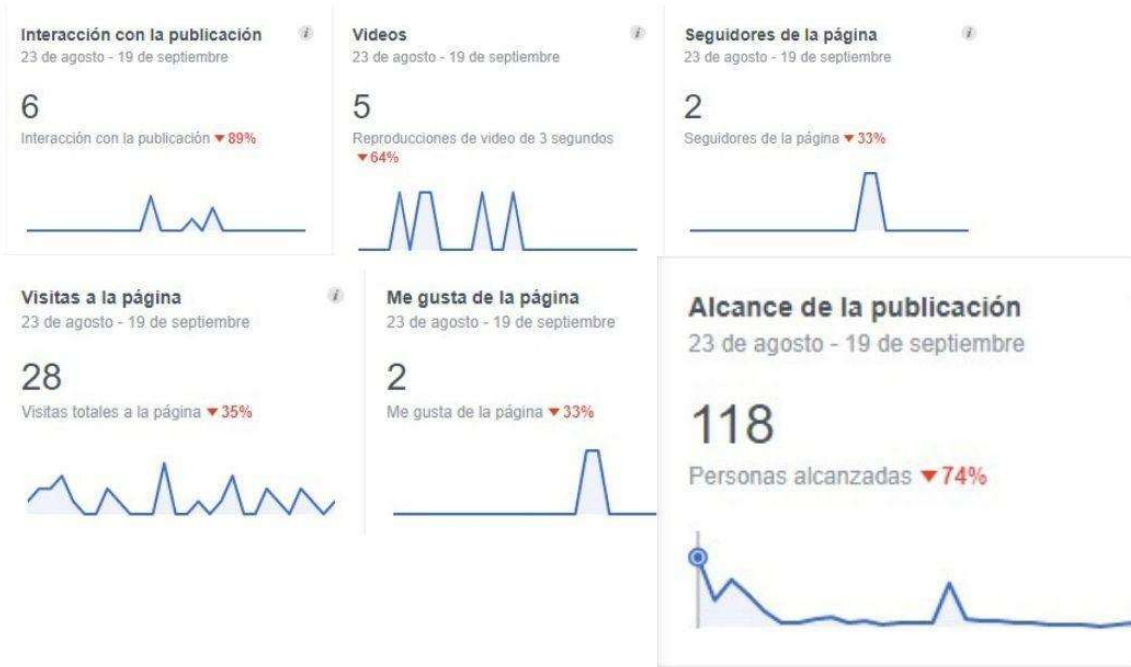 Interacción con la publicación
23 de agosto - 19 de septiembre
6
Interacción con la publicación ▼ 89%
Videos
23 de agosto - 19 de septiembre
5
Reproducciones de video de 3 segundos
▼ 64%
Seguidores de la página
23 de agosto - 19 de septiembre
2
Seguidores de la página ▼ 33%
Visitas a la página
23 de agosto - 19 de septiembre
28
Visitas totales a la página ▼ 35%
Me gusta de la página
23 de agosto - 19 de septiembre
2
Me gusta de la página ▼ 33%
Alcance de la publicación
23 de agosto - 19 de septiembre
118
Personas alcanzadas ▼ 74%